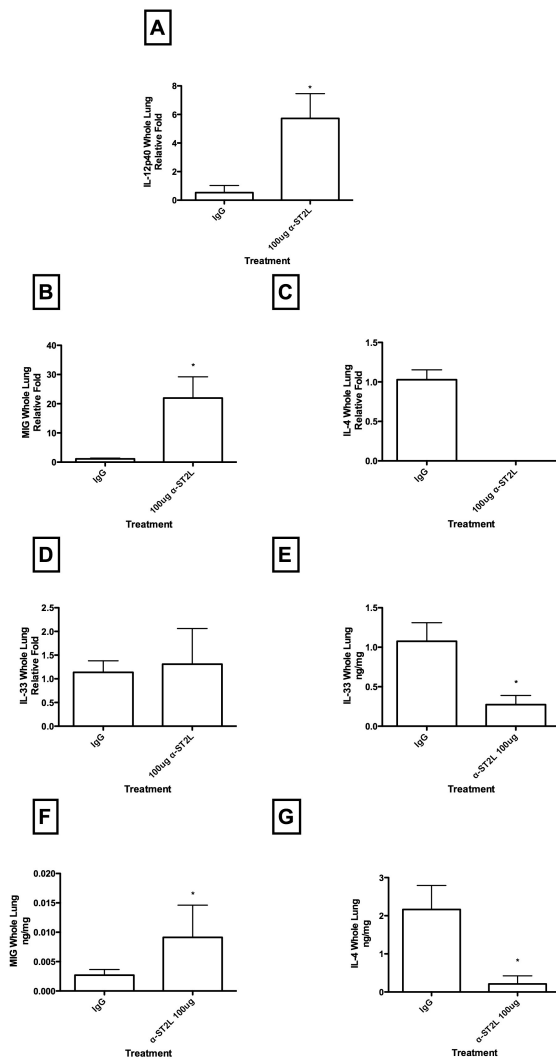 A
IL-12p40 Whole Lung
Relative Fold
8
6
4
2
0
*
IgG
100ug α-ST2L
Treatment
B
MIG Whole Lung
Relative Fold
40
30
20
10
0
*
IgG
100ug α-ST2L
Treatment
C
IL-4 Whole Lung
Relative Fold
1.5
1.0
0.5
0.0
IgG
100ug α-ST2L
Treatment
D
IL-33 Whole Lung
Relative Fold
2.5
2.0
1.5
1.0
0.5
0.0
IgG
100ug α-ST2L
Treatment
E
IL-33 Whole Lung
ng/mg
1.5
1.0
0.5
0.0
*
IgG
α-ST2L 100ug
Treatment
F
MIG Whole Lung
ng/mg
0.020
0.015
0.010
0.005
0.000
*
IgG
α-ST2L 100ug
Treatment
G
IL-4 Whole Lung
ng/mg
3
2
1
0
*
IgG
α-ST2L 100ug
Treatment